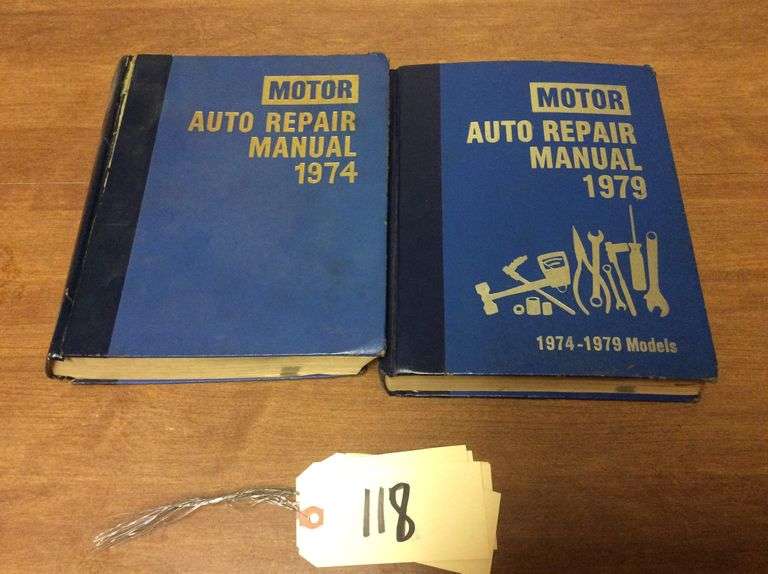 MOTOR
AUTO REPAIR
MANUAL
1974
MOTOR
AUTO REPAIR
MANUAL
1979
1974-1979 Models
118